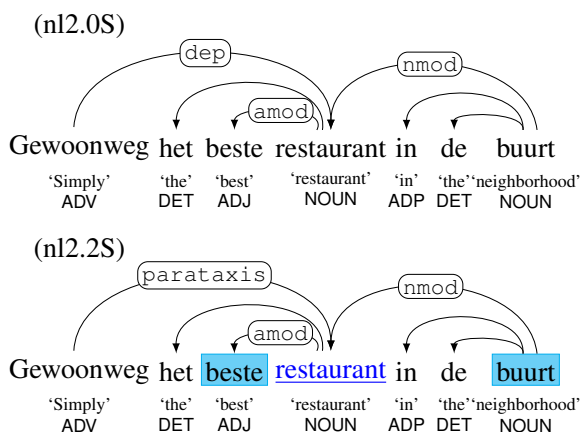 (nl2.0S)
dep
nmod
amod
Gewoonweg het beste restaurant in de buurt
‘Simply’ ‘the’ ‘best’ ‘restaurant’ ‘in’ ‘the’ ‘neighborhood’
ADV DET ADJ NOUN ADP DET NOUN
(nl2.2S)
parataxis
nmod
amod
Gewoonweg het beste restaurant in de buurt
‘Simply’ ‘the’ ‘best’ ‘restaurant’ ‘in’ ‘the’ ‘neighborhood’
ADV DET ADJ NOUN ADP DET NOUN